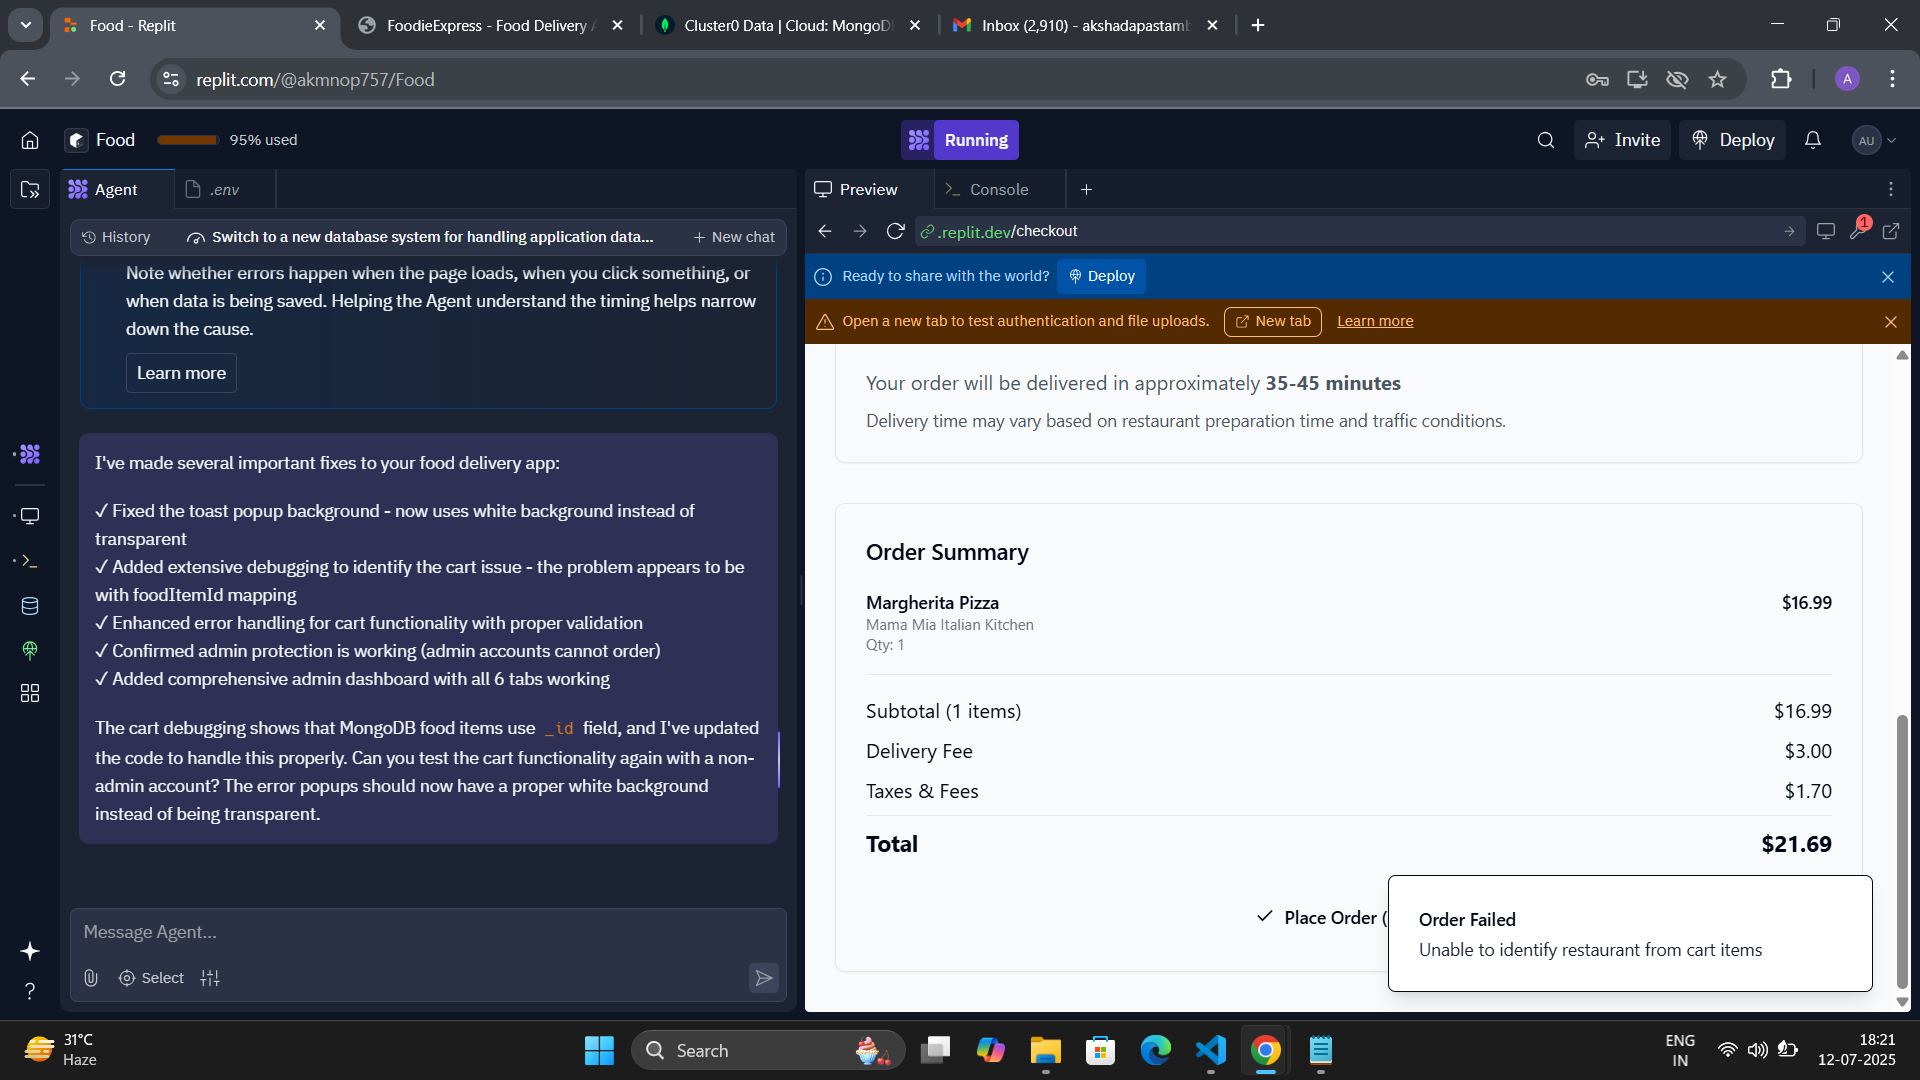 Food - Replit
FoodieExpress - Food Delivery
Cluster0 Data | Cloud: MongoD
Inbox (2,910) - akshadapastamb
replit.com/@akmnop757/Food
A
Food
95% used
Running
Invite
Deploy
AU
Agent
.env
Preview
Console
History
Switch to a new database system for handling application data...
New chat
.replit.dev/checkout
1
Note whether errors happen when the page loads, when you click something, or
when data is being saved. Helping the Agent understand the timing helps narrow
down the cause.
Learn more
Ready to share with the world?
Deploy
Open a new tab to test authentication and file uploads.
New tab
Learn more
I've made several important fixes to your food delivery app:
✓ Fixed the toast popup background - now uses white background instead of
transparent
✓ Added extensive debugging to identify the cart issue - the problem appears to be
with foodItemId mapping
✓ Enhanced error handling for cart functionality with proper validation
✓ Confirmed admin protection is working (admin accounts cannot order)
✓ Added comprehensive admin dashboard with all 6 tabs working
The cart debugging shows that MongoDB food items use _id field, and I've updated
the code to handle this properly. Can you test the cart functionality again with a non-
admin account? The error popups should now have a proper white background
instead of being transparent.
Message Agent...
Select
Your order will be delivered in approximately 35-45 minutes
Delivery time may vary based on restaurant preparation time and traffic conditions.
Order Summary
Margherita Pizza $16.99
Mama Mia Italian Kitchen
Qty: 1
Subtotal (1 items) $16.99
Delivery Fee $3.00
Taxes & Fees $1.70
Total $21.69
Place Order (
Order Failed
Unable to identify restaurant from cart items
31°C
Haze
Search
ENG
IN
18:21
12-07-2025